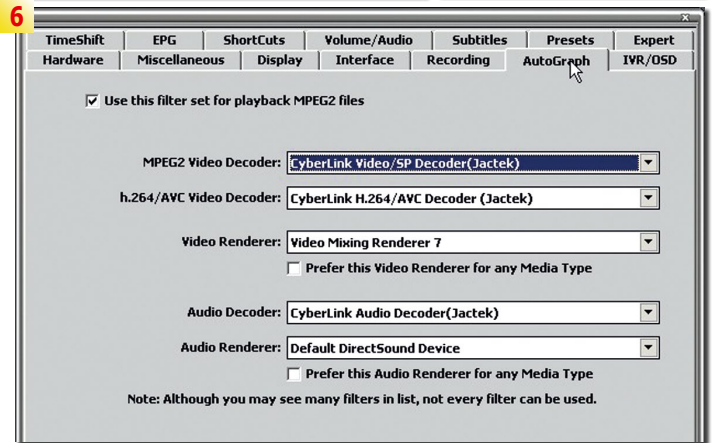 6
x
TimeShift EPG ShortCuts Volume/Audio Subtitles Presets Expert
Hardware Miscellaneous Display Interface Recording AutoGraph IVR/OSD
Use this filter set for playback MPEG2 files
MPEG2 Video Decoder: CyberLink Video/SP Decoder(Jactek)
h.264/AVC Video Decoder: CyberLink H.264/AVC Decoder (Jactek)
Video Renderer: Video Mixing Renderer 7
Prefer this Video Renderer for any Media Type
Audio Decoder: CyberLink Audio Decoder(Jactek)
Audio Renderer: Default DirectSound Device
Prefer this Audio Renderer for any Media Type
Note: Although you may see many filters in list, not every filter can be used.